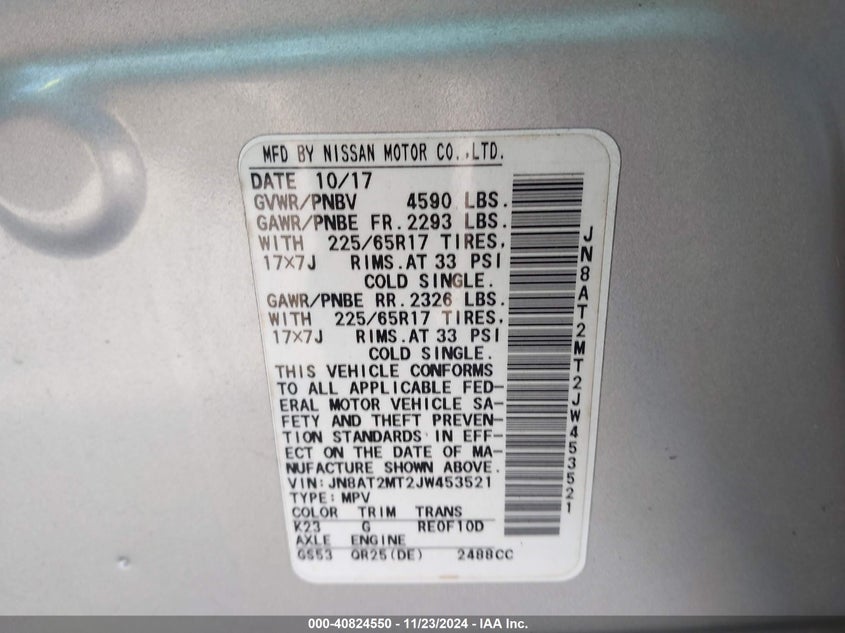 MFD BY NISSAN MOTOR CO.,LTD.
DATE 10/17
GVWR/PNBV 4590 LBS.
GAWR/PNBE FR.2293 LBS.
WITH 225/65R17 TIRES,
17×7J RIMS.AT 33 PSI
COLD SINGLE.
GAWR/PNBE RR.2326 LBS.
WITH 225/65R17 TIRES,
17×7J RIMS.AT 33 PSI
COLD SINGLE.
THIS VEHICLE CONFORMS
TO ALL APPLICABLE FED-
ERAL MOTOR VEHICLE SA-
FETY AND THEFT PREVEN-
TION STANDARDS IN EFF-
ECT ON THE DATE OF MA-
NUFACTURE SHOWN ABOVE.
VIN:JN8AT2MT2JW453521
TYPE:MPV
COLOR TRIM TRANS
K23 G RE0F10D
AXLE ENGINE
GS53 QR25(DE) 2488CC
JN8AT2MT2JW453521
000-40824550 - 11/23/2024 - IAA Inc.